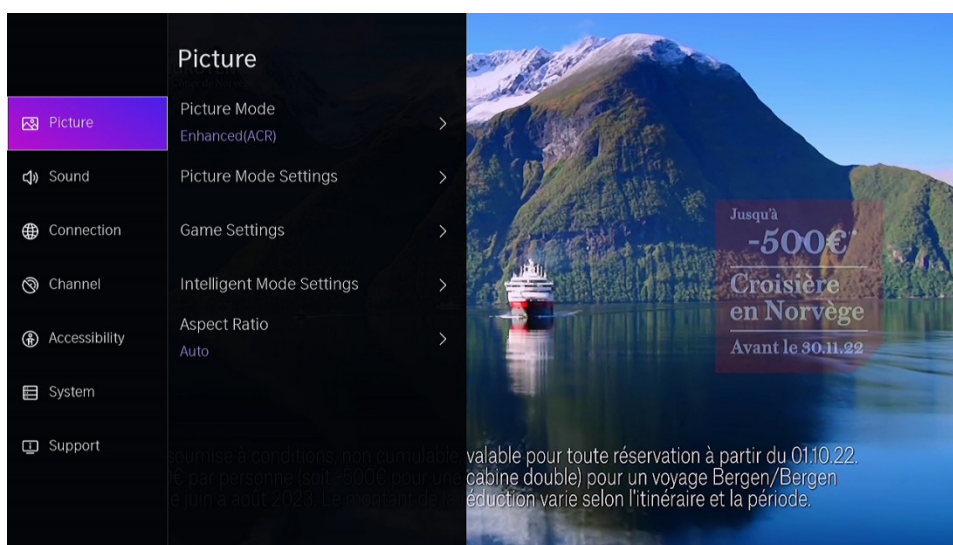 Picture
Picture
Sound
Connection
Channel
Accessibility
System
Support
Picture Mode
Enhanced(ACR)
Picture Mode Settings
Game Settings
Intelligent Mode Settings
Aspect Ratio
Auto
Jusqu'à
-500€*
Croisière
en Norvège
Avant le 30.11.22
soumise à conditions, non cumulable, valable pour toute réservation à partir du 01.10.22.
€ par personne (soit -500€ pour une cabine double) pour un voyage Bergen/Bergen
juin à août 2023. Le montant de la réduction varie selon l'itinéraire et la période.